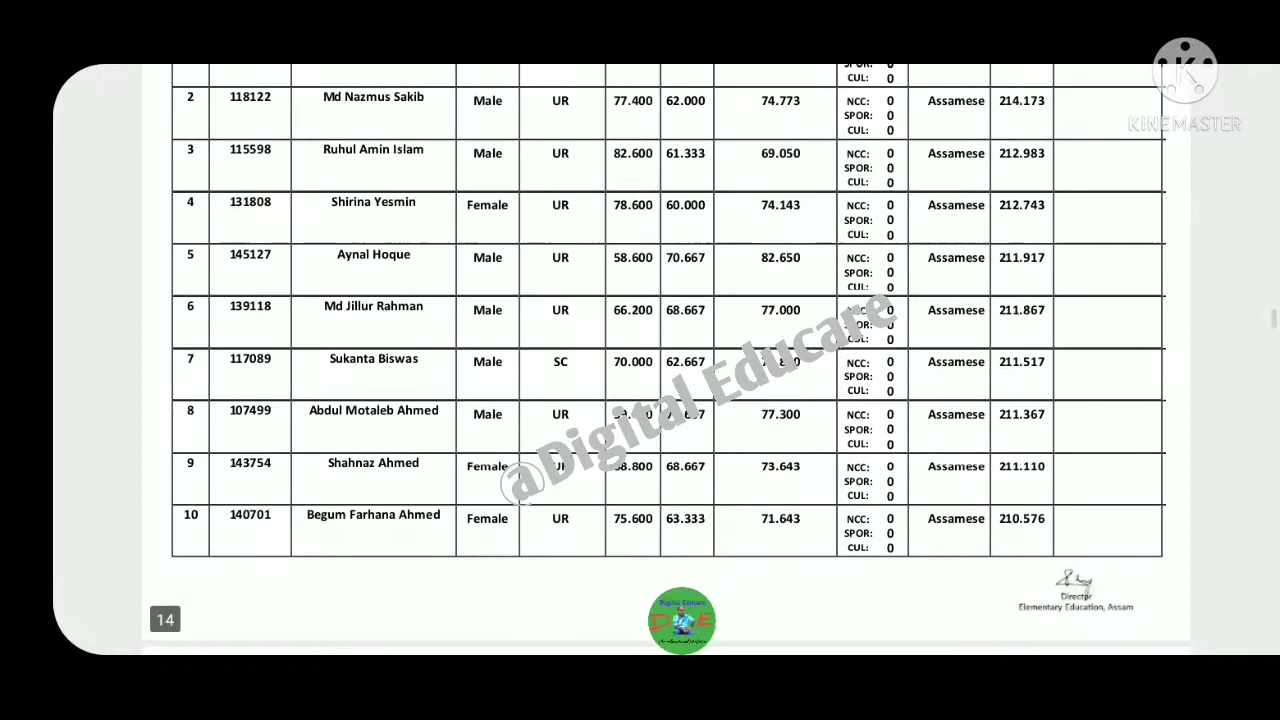 SPOR: 0
CUL: 0
2 118122 Md Nazmus Sakib Male UR 77.400 62.000 74.773 NCC: 0 Assamese 214.173
SPOR: 0
CUL: 0
3 115598 Ruhul Amin Islam Male UR 82.600 61.333 69.050 NCC: 0 Assamese 212.983
SPOR: 0
CUL: 0
4 131808 Shirina Yesmin Female UR 78.600 60.000 74.143 NCC: 0 Assamese 212.743
SPOR: 0
CUL: 0
5 145127 Aynal Hoque Male UR 58.600 70.667 82.650 NCC: 0 Assamese 211.917
SPOR: 0
CUL: 0
6 139118 Md Jillur Rahman Male UR 66.200 68.667 77.000 0 Assamese 211.867
SPOR: 0
CUL: 0
7 117089 Sukanta Biswas Male SC 70.000 62.667 NCC: 0 Assamese 211.517
SPOR: 0
CUL: 0
8 107499 Abdul Motaleb Ahmed Male UR 77.300 NCC: 0 Assamese 211.367
SPOR: 0
CUL: 0
9 143754 Shahnaz Ahmed Female UR 68.667 73.643 NCC: 0 Assamese 211.110
SPOR: 0
CUL: 0
10 140701 Begum Farhana Ahmed Female UR 75.600 63.333 71.643 NCC: 0 Assamese 210.576
SPOR: 0
CUL: 0
@Digital Educare
K
KINEMASTER
Director
Elementary Education, Assam
14
Digital Educare
D E